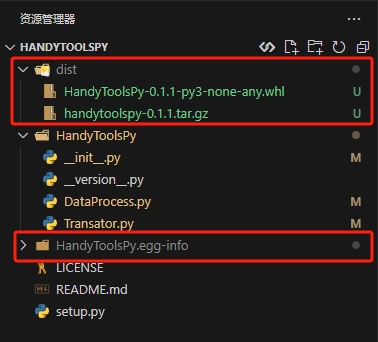 资源管理器
HANDYTOOLSPY
dist
HandyToolsPy-0.1.1-py3-none-any.whl U
handytoolspy-0.1.1.tar.gz U
HandyToolsPy
__init__.py M
__version__.py
DataProcess.py M
Transator.py M
HandyToolsPy.egg-info
LICENSE
README.md
setup.py